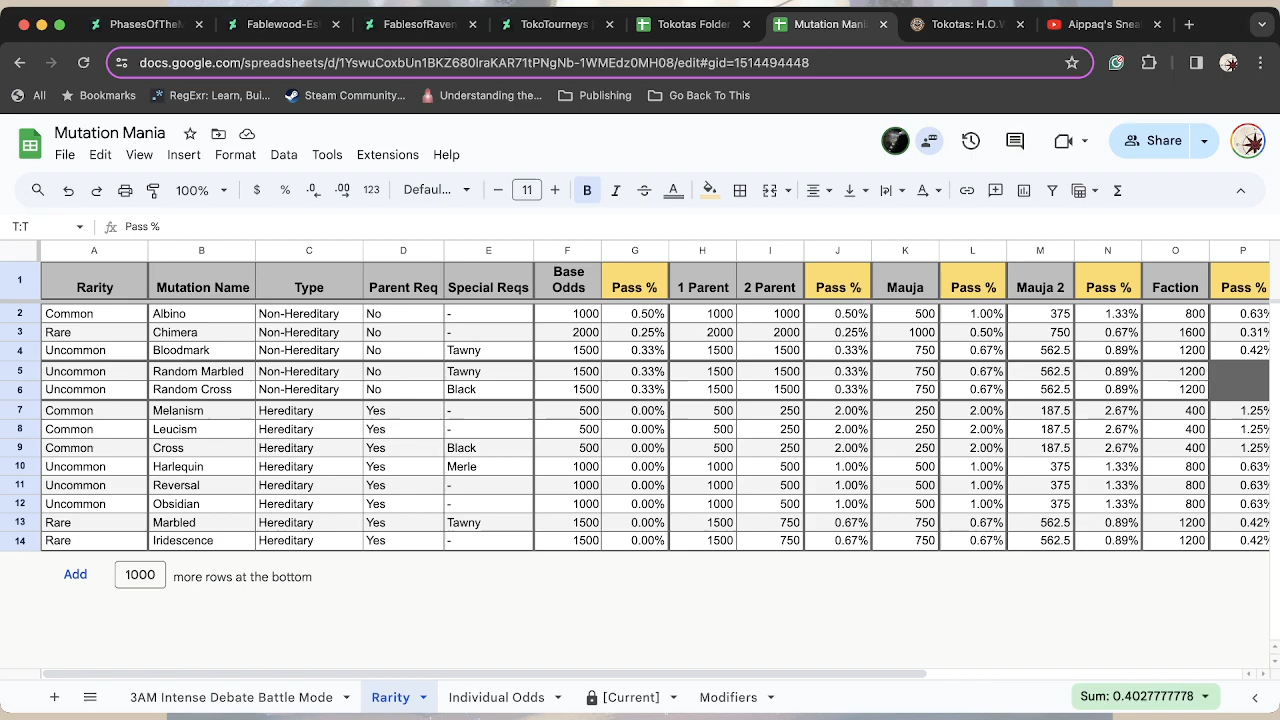 PhasesOfTheM Fablewood-Es FablesofRaven TokoTourneys Tokotas Folder Mutation Mani Tokotas: H.O.W Aippaq's Snea
docs.google.com/spreadsheets/d/1YswuCoxbUn1BKZ680IraKAR71tPNgNb-1WMEdz0MH08/edit#gid=1514494448
All Bookmarks RegExr: Learn, Bui... Steam Community... Understanding the... Publishing Go Back To This
Mutation Mania
File Edit View Insert Format Data Tools Extensions Help
Share
100% $ % .0 .00 123 Defaul... 11 B I A
T:T fx Pass %
A B C D E F G H I J K L M N O P
1 Rarity Mutation Name Type Parent Req Special Reqs Base Odds Pass % 1 Parent 2 Parent Pass % Mauja Pass % Mauja 2 Pass % Faction Pass %
2 Common Albino Non-Hereditary No - 1000 0.50% 1000 1000 0.50% 500 1.00% 375 1.33% 800 0.63%
3 Rare Chimera Non-Hereditary No - 2000 0.25% 2000 2000 0.25% 1000 0.50% 750 0.67% 1600 0.31%
4 Uncommon Bloodmark Non-Hereditary No Tawny 1500 0.33% 1500 1500 0.33% 750 0.67% 562.5 0.89% 1200 0.42%
5 Uncommon Random Marbled Non-Hereditary No Tawny 1500 0.33% 1500 1500 0.33% 750 0.67% 562.5 0.89% 1200
6 Uncommon Random Cross Non-Hereditary No Black 1500 0.33% 1500 1500 0.33% 750 0.67% 562.5 0.89% 1200
7 Common Melanism Hereditary Yes - 500 0.00% 500 250 2.00% 250 2.00% 187.5 2.67% 400 1.25%
8 Common Leucism Hereditary Yes - 500 0.00% 500 250 2.00% 250 2.00% 187.5 2.67% 400 1.25%
9 Common Cross Hereditary Yes Black 500 0.00% 500 250 2.00% 250 2.00% 187.5 2.67% 400 1.25%
10 Uncommon Harlequin Hereditary Yes Merle 1000 0.00% 1000 500 1.00% 500 1.00% 375 1.33% 800 0.63%
11 Uncommon Reversal Hereditary Yes - 1000 0.00% 1000 500 1.00% 500 1.00% 375 1.33% 800 0.63%
12 Uncommon Obsidian Hereditary Yes - 1000 0.00% 1000 500 1.00% 500 1.00% 375 1.33% 800 0.63%
13 Rare Marbled Hereditary Yes Tawny 1500 0.00% 1500 750 0.67% 750 0.67% 562.5 0.89% 1200 0.42%
14 Rare Iridescence Hereditary Yes - 1500 0.00% 1500 750 0.67% 750 0.67% 562.5 0.89% 1200 0.42%
Add 1000 more rows at the bottom
3AM Intense Debate Battle Mode Rarity Individual Odds [Current] Modifiers Sum: 0.4027777778